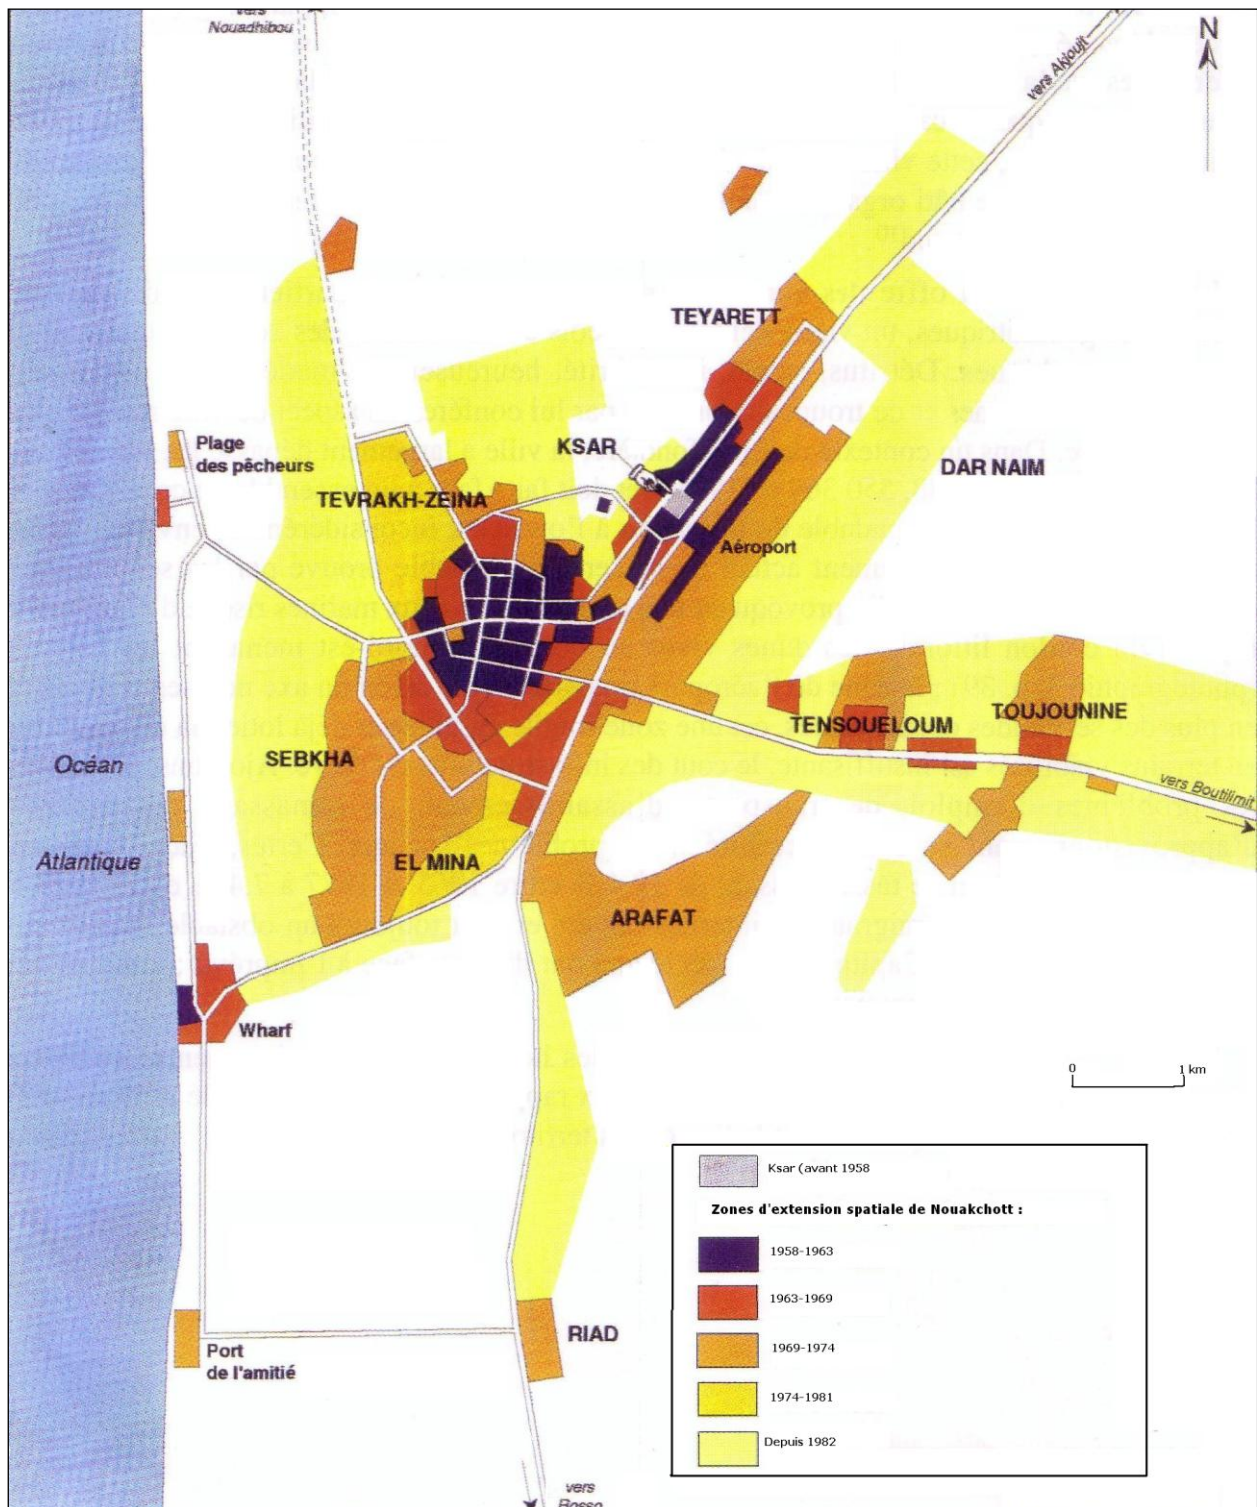 vers
Nouadhibou
vers Akjoujt
N
TEYARETT
KSAR
Plage
des pêcheurs
TEVRAKH-ZEINA
DAR NAIM
Aéroport
TENSOUELOUM
TOUJOUNINE
SEBKHA
Océan
Atlantique
vers Boutilimit
EL MINA
ARAFAT
Wharf
0 1 km
RIAD
Port
de l'amitié
vers
Rosso
Ksar (avant 1958
Zones d'extension spatiale de Nouakchott :
1958-1963
1963-1969
1969-1974
1974-1981
Depuis 1982